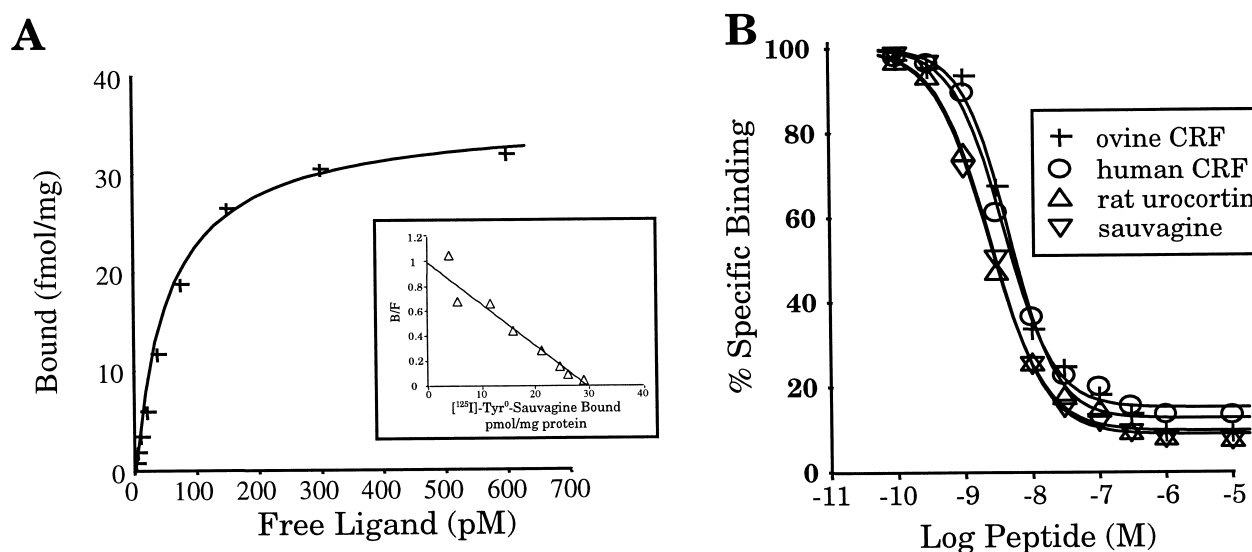 A
40
30
20
10
0
Bound (fmol/mg)
0 100 200 300 400 500 600 700
Free Ligand (pM)
1.2
1
0.8
0.6
0.4
0.2
0
B/F
0 10 20 30 40
[¹²⁵I]-Tyr⁰-Sauvagine Bound
pmol/mg protein
B
100
80
60
40
20
0
% Specific Binding
ovine CRF
human CRF
rat urocortin
sauvagine
-11 -10 -9 -8 -7 -6 -5
Log Peptide (M)